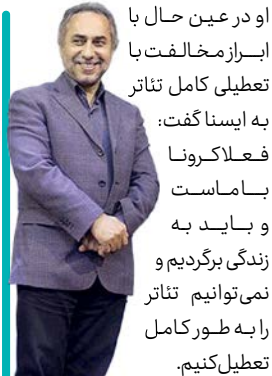 او در عین حال با
ابراز مخالفت با
تعطیلی کامل تئاتر
به ایسنا گفت:
فعلا کرونا
با ماست
و باید به
زندگی برگردیم و
نمی‌توانیم تئاتر
را به طور کامل
تعطیل کنیم.